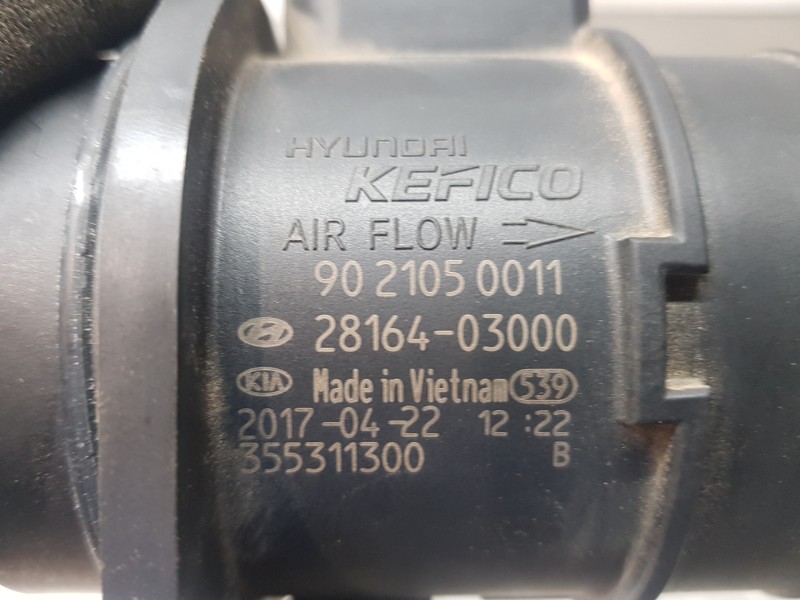 HYUNDAI
KEFICO
AIR FLOW
90 2105 0011
28164-03000
KIA Made in Vietnam 539
2017-04-22 12:22
355311300 B